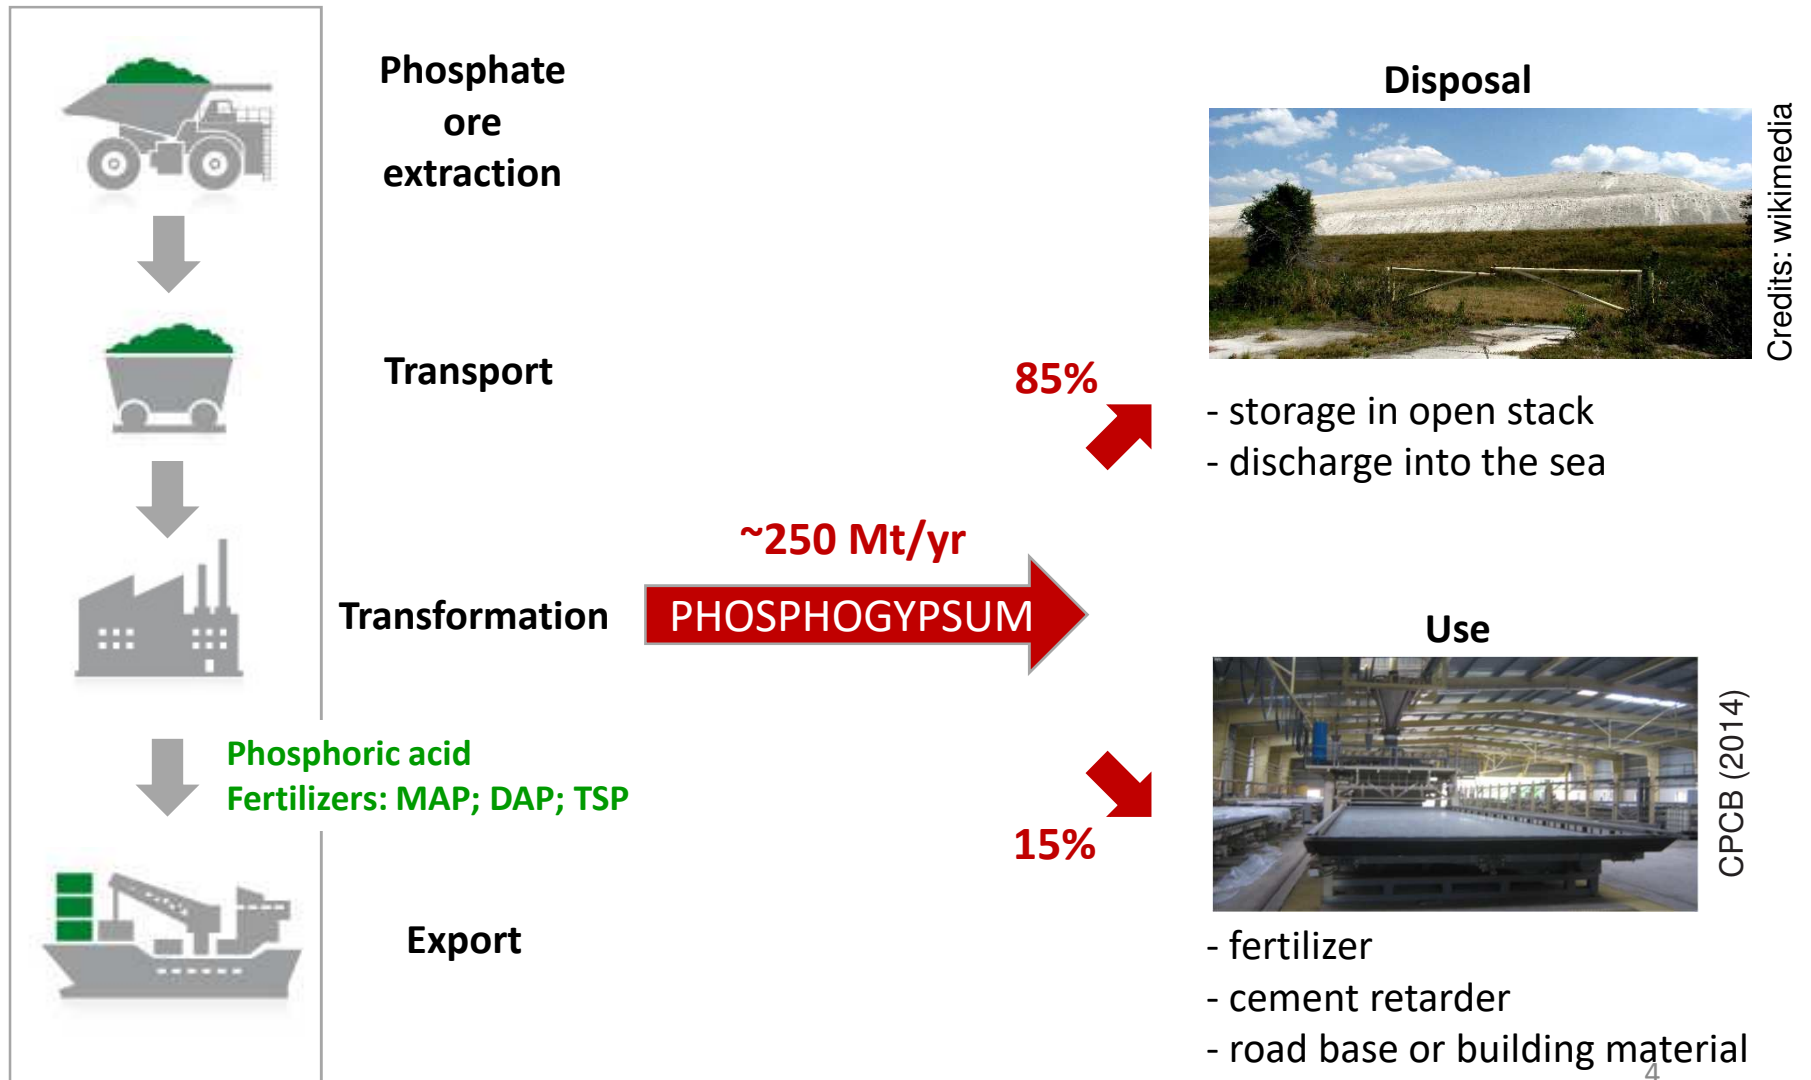 Phosphate
ore
extraction
Transport
Transformation
Phosphoric acid
Fertilizers: MAP; DAP; TSP
Export
~250 Mt/yr
PHOSPHOGYPSUM
85%
Disposal
Credits: wikimedia
- storage in open stack
- discharge into the sea
15%
Use
CPCB (2014)
- fertilizer
- cement retarder
- road base or building material
4